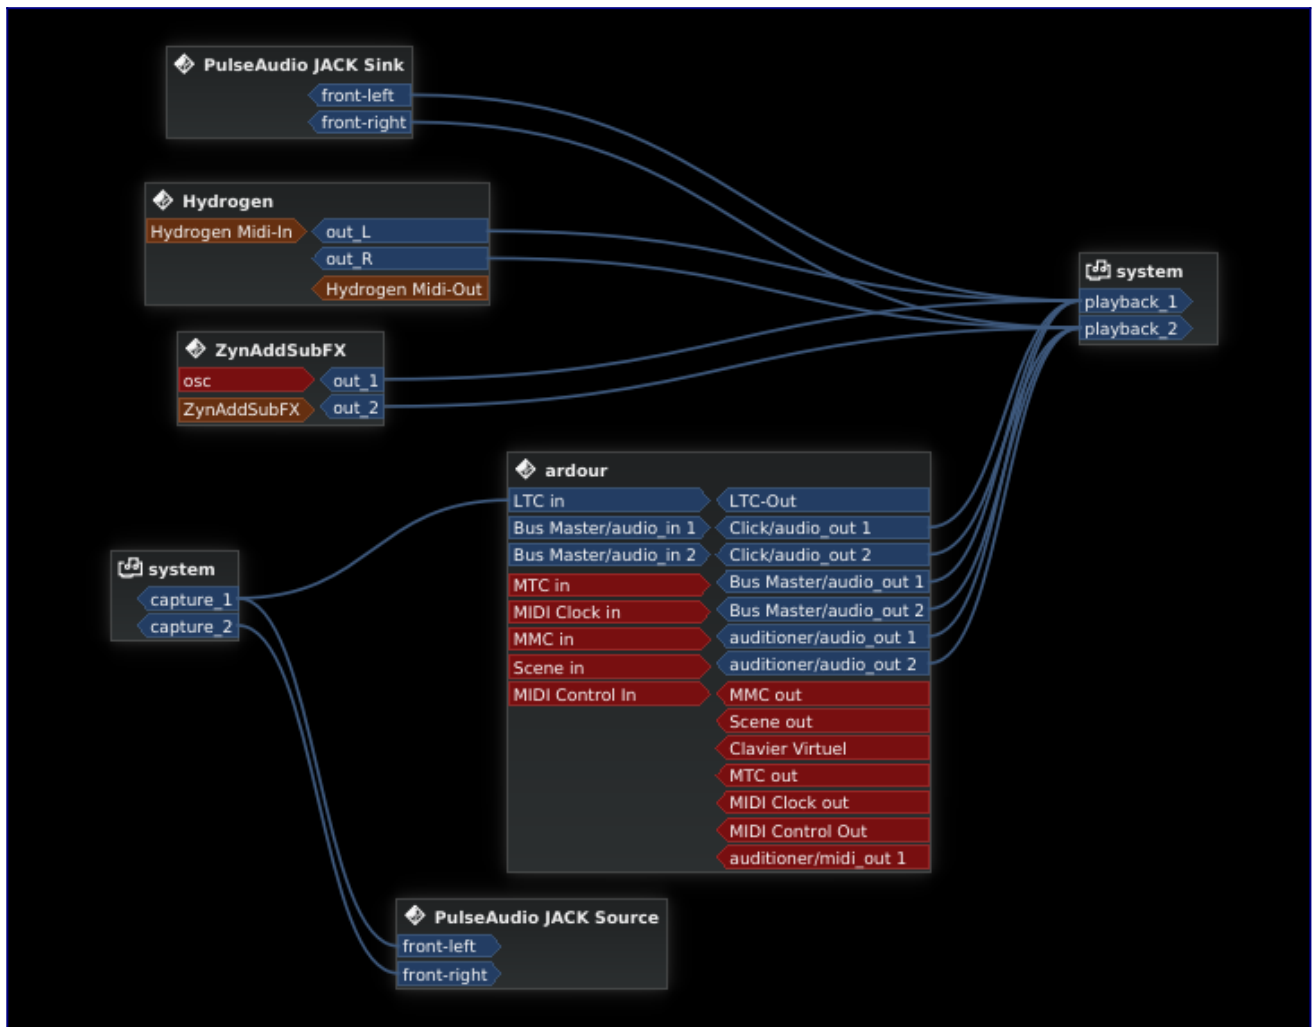 PulseAudio JACK Sink
front-left
front-right
Hydrogen
Hydrogen Midi-In
out_L
out_R
Hydrogen Midi-Out
system
playback_1
playback_2
ZynAddSubFX
osc
out_1
ZynAddSubFX
out_2
ardour
LTC in
LTC-Out
Bus Master/audio_in 1
Click/audio_out 1
Bus Master/audio_in 2
Click/audio_out 2
MTC in
Bus Master/audio_out 1
MIDI Clock in
Bus Master/audio_out 2
MMC in
auditioner/audio_out 1
Scene in
auditioner/audio_out 2
MIDI Control In
MMC out
Scene out
Clavier Virtuel
MTC out
MIDI Clock out
MIDI Control Out
auditioner/midi_out 1
system
capture_1
capture_2
PulseAudio JACK Source
front-left
front-right